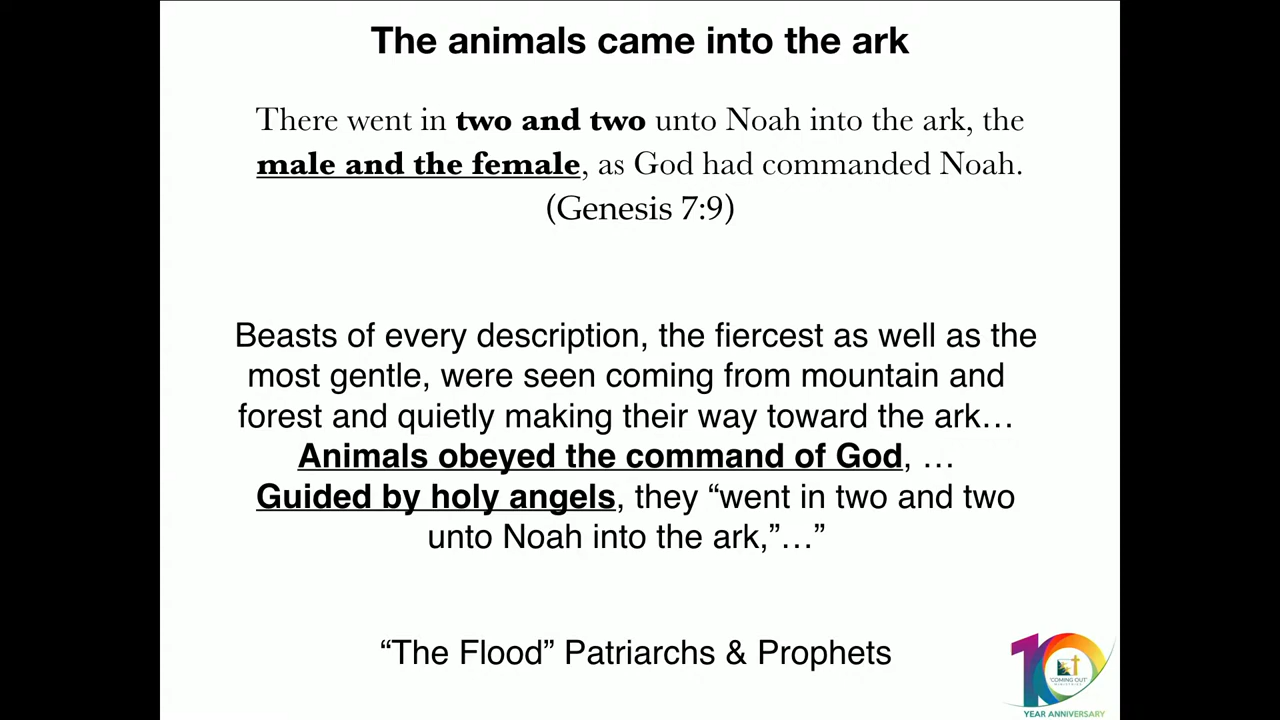 The animals came into the ark
There went in two and two unto Noah into the ark, the
male and the female, as God had commanded Noah.
(Genesis 7:9)
Beasts of every description, the fiercest as well as the
most gentle, were seen coming from mountain and
forest and quietly making their way toward the ark…
Animals obeyed the command of God, …
Guided by holy angels, they “went in two and two
unto Noah into the ark,”…”
“The Flood” Patriarchs & Prophets
10
"COMING OUT"
MINISTRIES
YEAR ANNIVERSARY